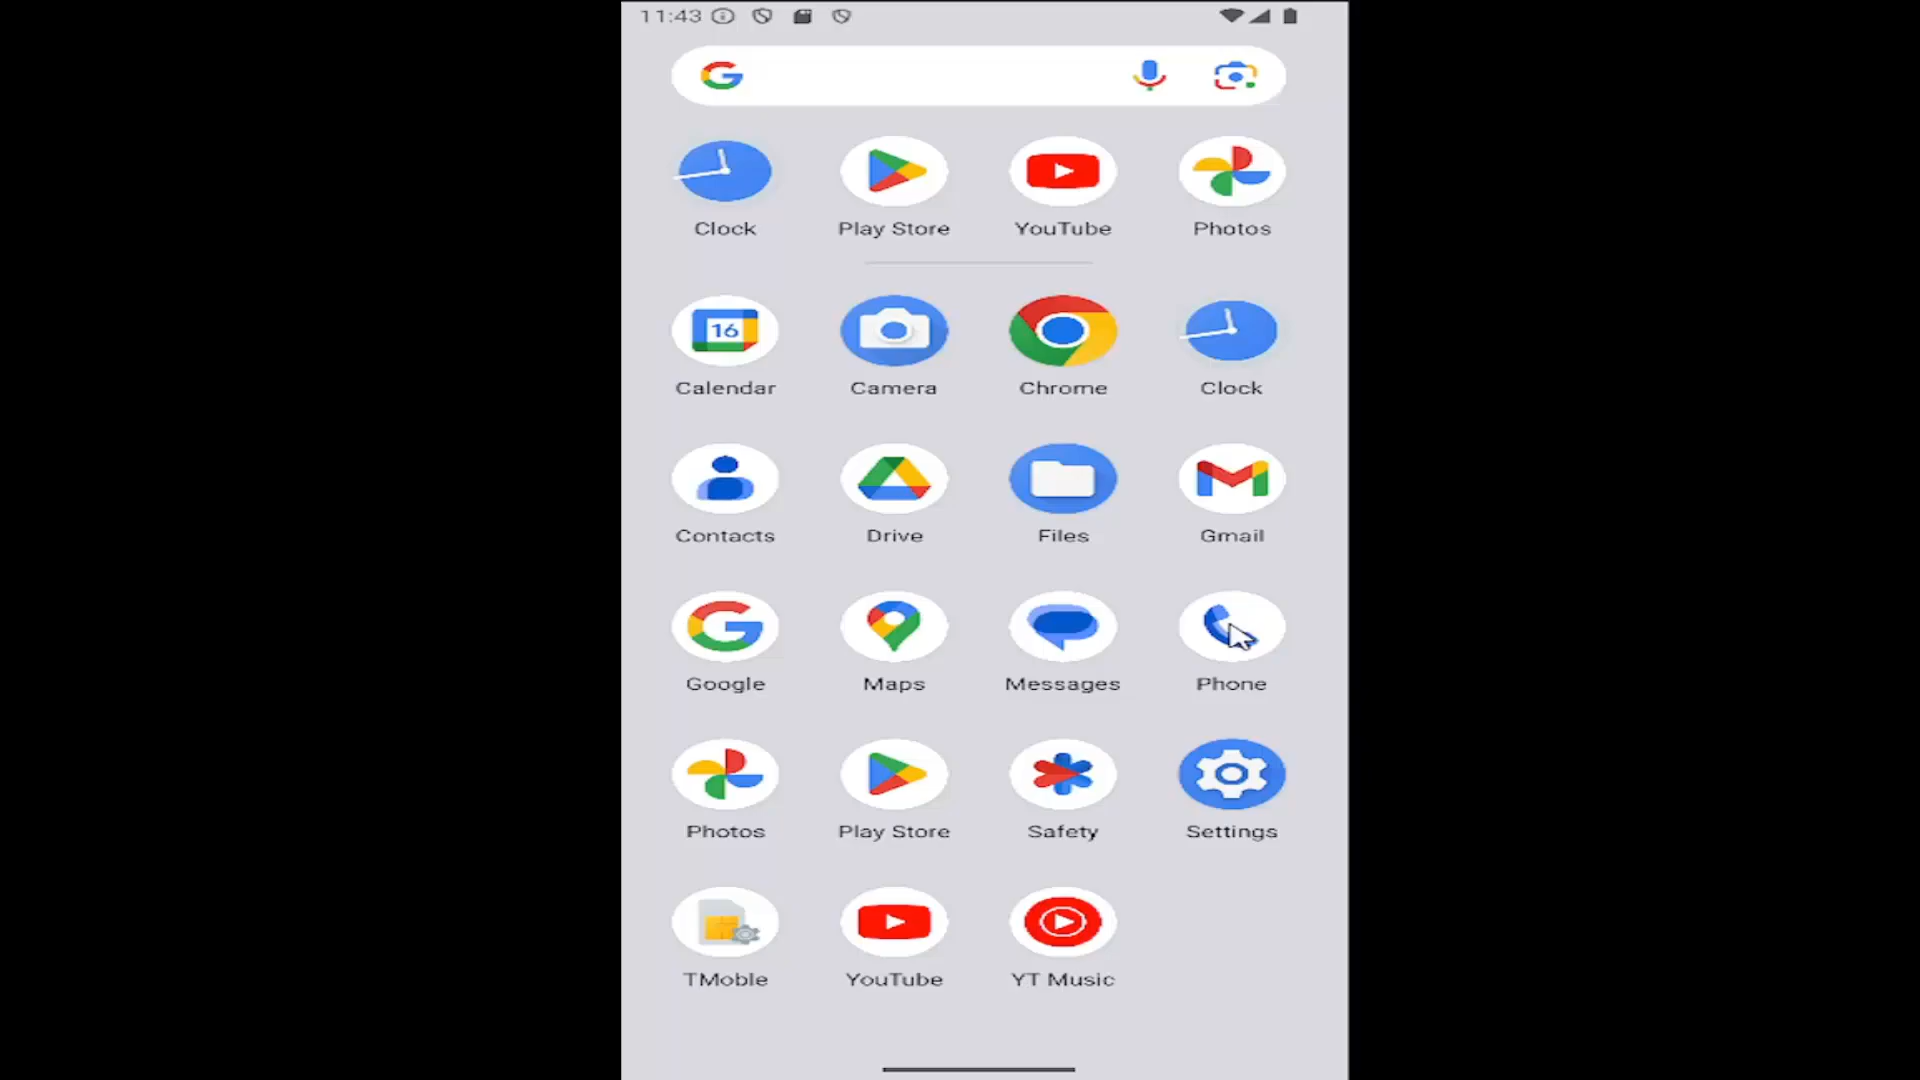 11:43
Clock Play Store YouTube Photos
16
Calendar Camera Chrome Clock
Contacts Drive Files Gmail
Google Maps Messages Phone
Photos Play Store Safety Settings
TMoble YouTube YT Music